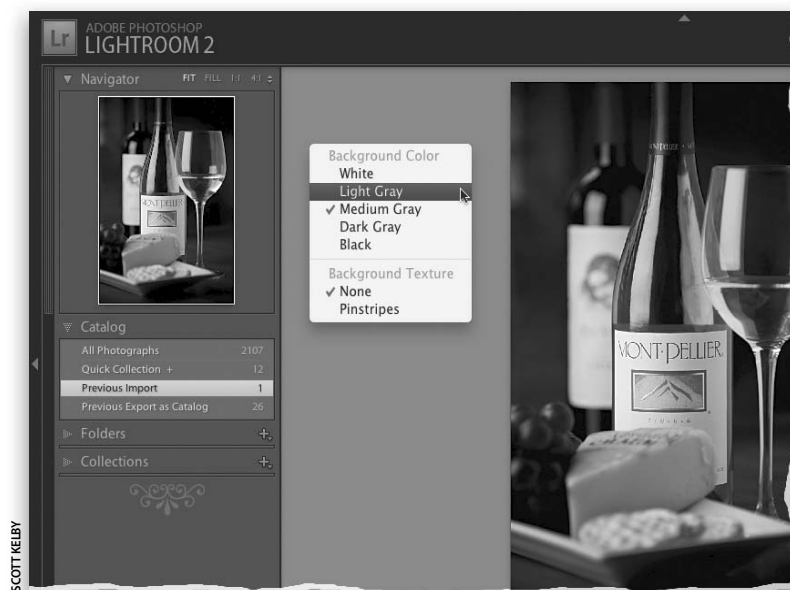 Lr
ADOBE PHOTOSHOP
LIGHTROOM 2
Navigator FIT FILL 1:1 4:1
MONT PELLIER
Catalog
All Photographs 2107
Quick Collection + 12
Previous Import 1
Previous Export as Catalog 26
Folders +
Collections +
Background Color
White
Light Gray
✓ Medium Gray
Dark Gray
Black
Background Texture
✓ None
Pinstripes
MONT·PELLIER
SCOTT KELBY